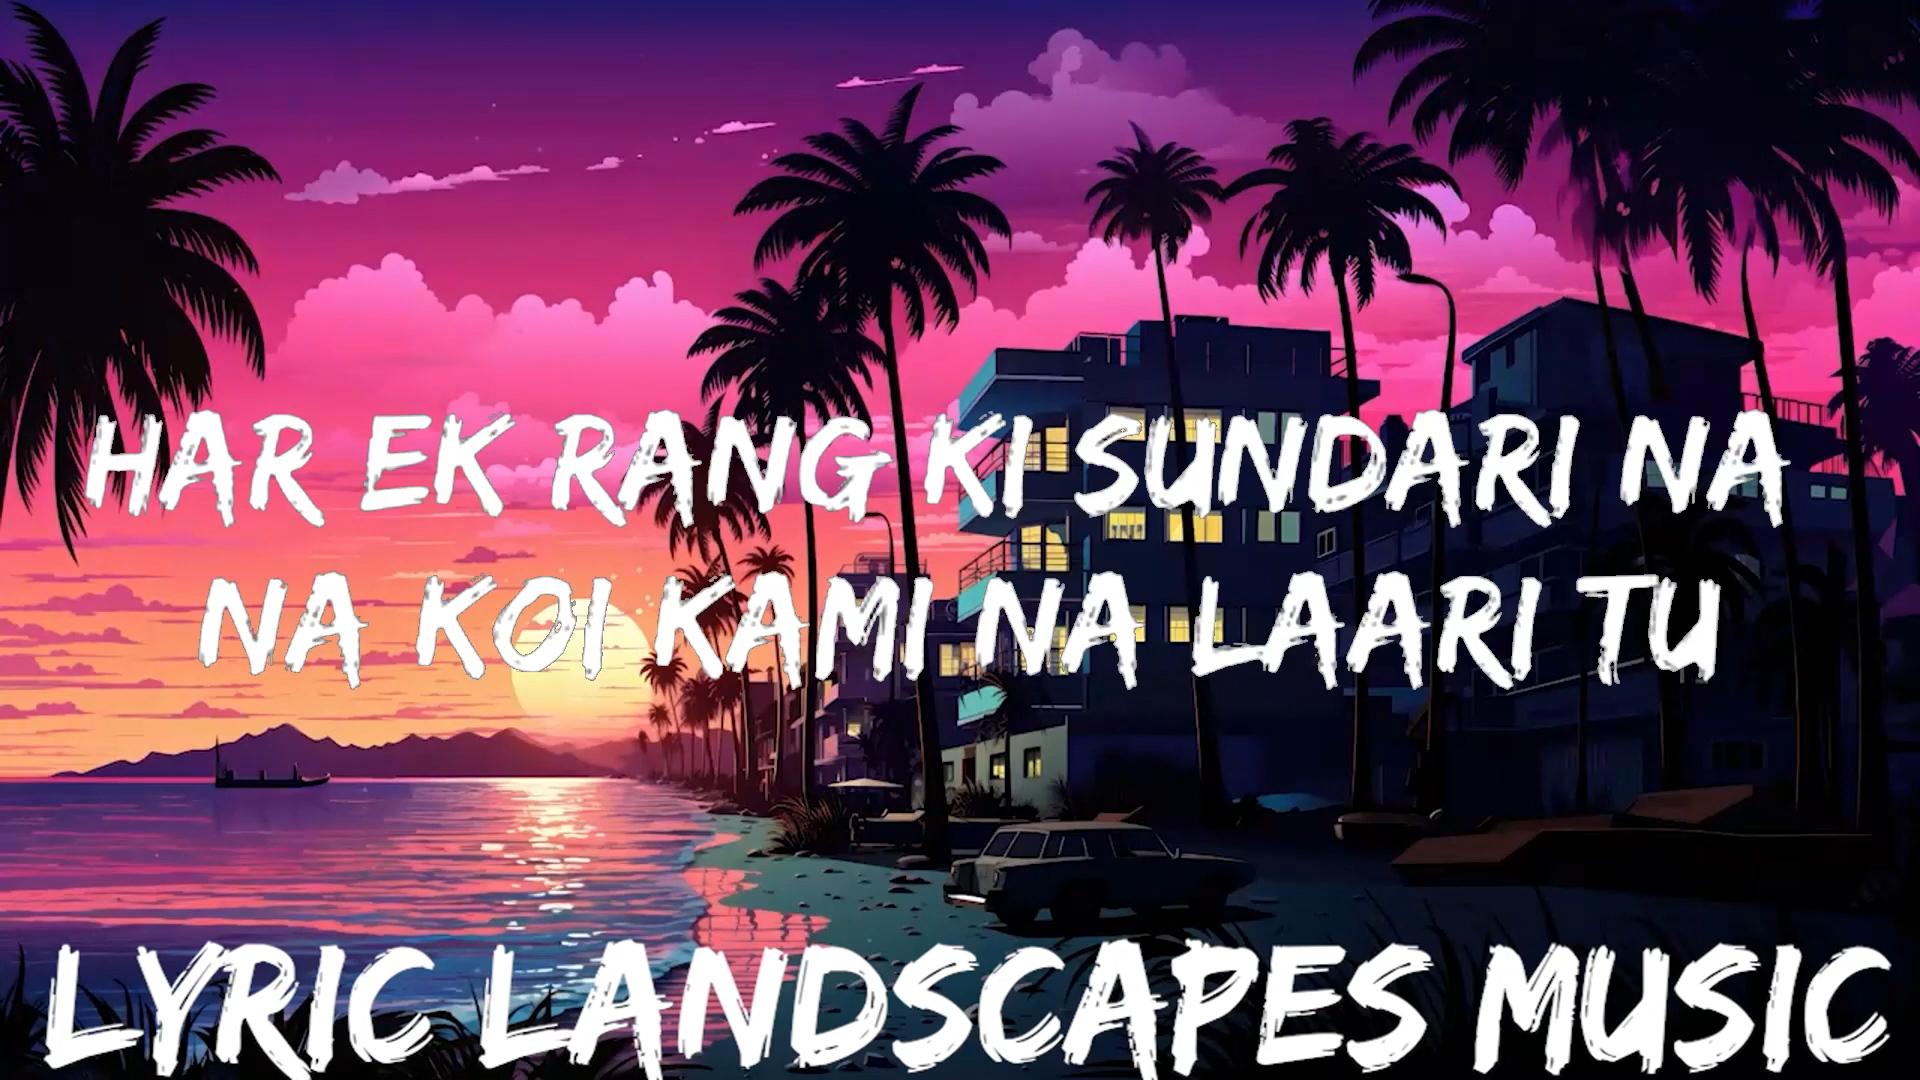 HAR EK RANG KI SUNDARI NA
NA KOI KAMI NA LAARI TU
LYRIC LANDSCAPES MUSIC